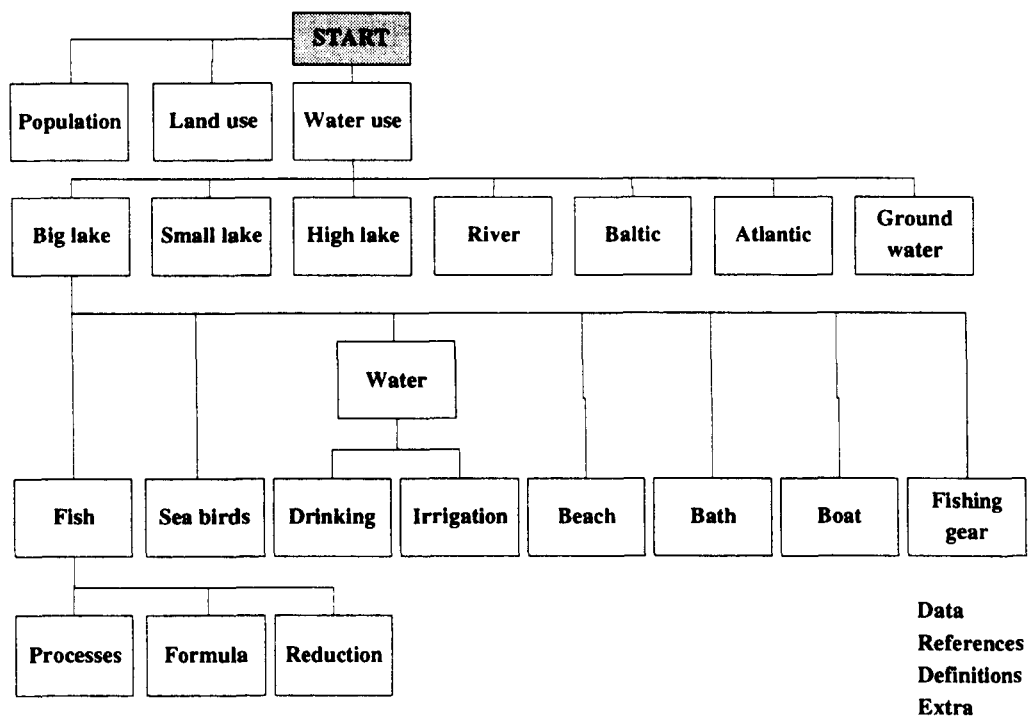 START
Population
Land use
Water use
Big lake
Small lake
High lake
River
Baltic
Atlantic
Ground
water
Water
Fish
Sea birds
Drinking
Irrigation
Beach
Bath
Boat
Fishing
gear
Processes
Formula
Reduction
Data
References
Definitions
Extra